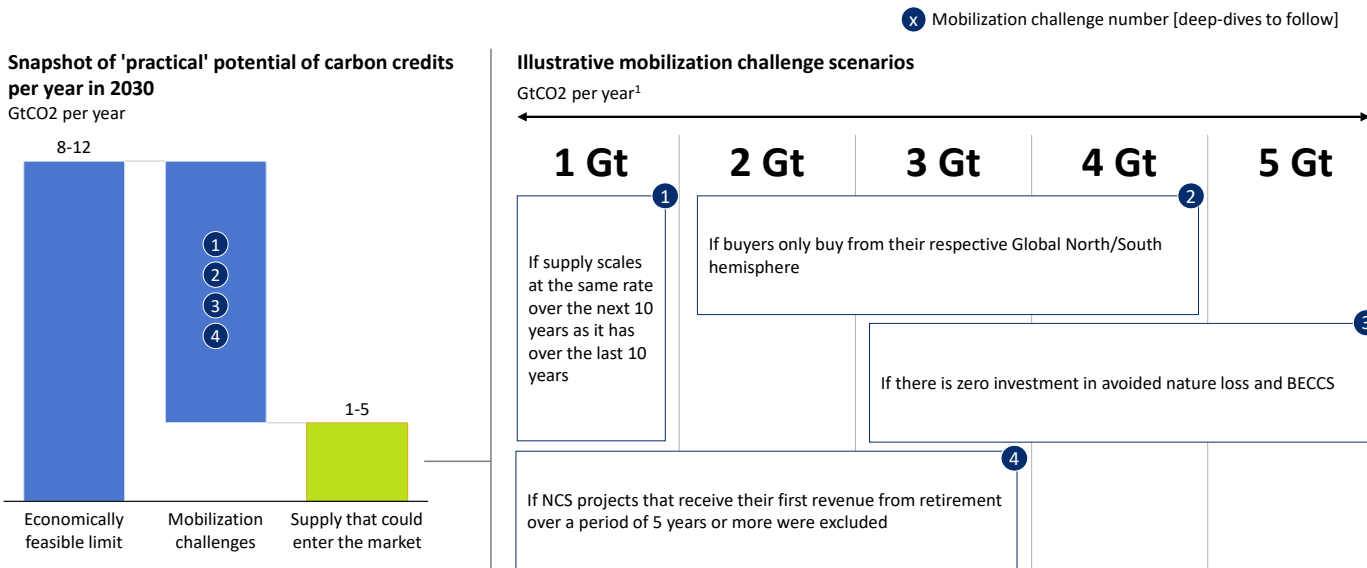 x Mobilization challenge number [deep-dives to follow]
Snapshot of 'practical' potential of carbon credits
per year in 2030
GtCO2 per year
8-12
1
2
3
4
1-5
Economically
feasible limit
Mobilization
challenges
Supply that could
enter the market
Illustrative mobilization challenge scenarios
GtCO2 per year1
1 Gt
2 Gt
3 Gt
4 Gt
5 Gt
1
If supply scales
at the same rate
over the next 10
years as it has
over the last 10
years
2
If buyers only buy from their respective Global North/South
hemisphere
3
If there is zero investment in avoided nature loss and BECCS
4
If NCS projects that receive their first revenue from retirement
over a period of 5 years or more were excluded